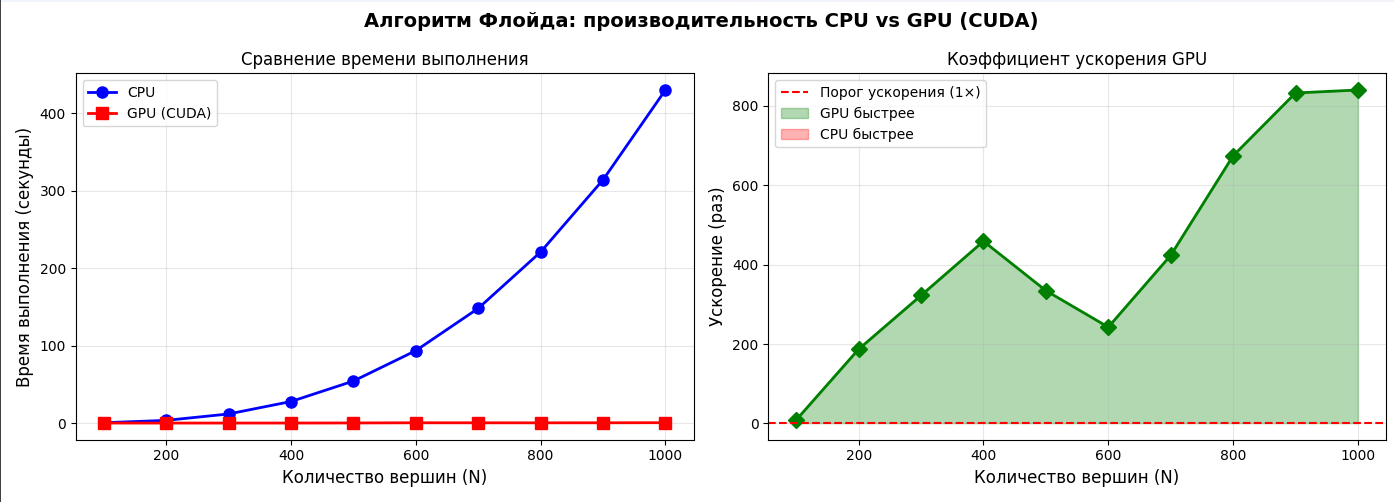 Алгоритм Флойда: производительность CPU vs GPU (CUDA)
Сравнение времени выполнения
CPU
GPU (CUDA)
Время выполнения (секунды)
400
300
200
100
0
200
400
600
800
1000
Количество вершин (N)
Коэффициент ускорения GPU
Порог ускорения (1×)
GPU быстрее
CPU быстрее
Ускорение (раз)
800
600
400
200
0
200
400
600
800
1000
Количество вершин (N)